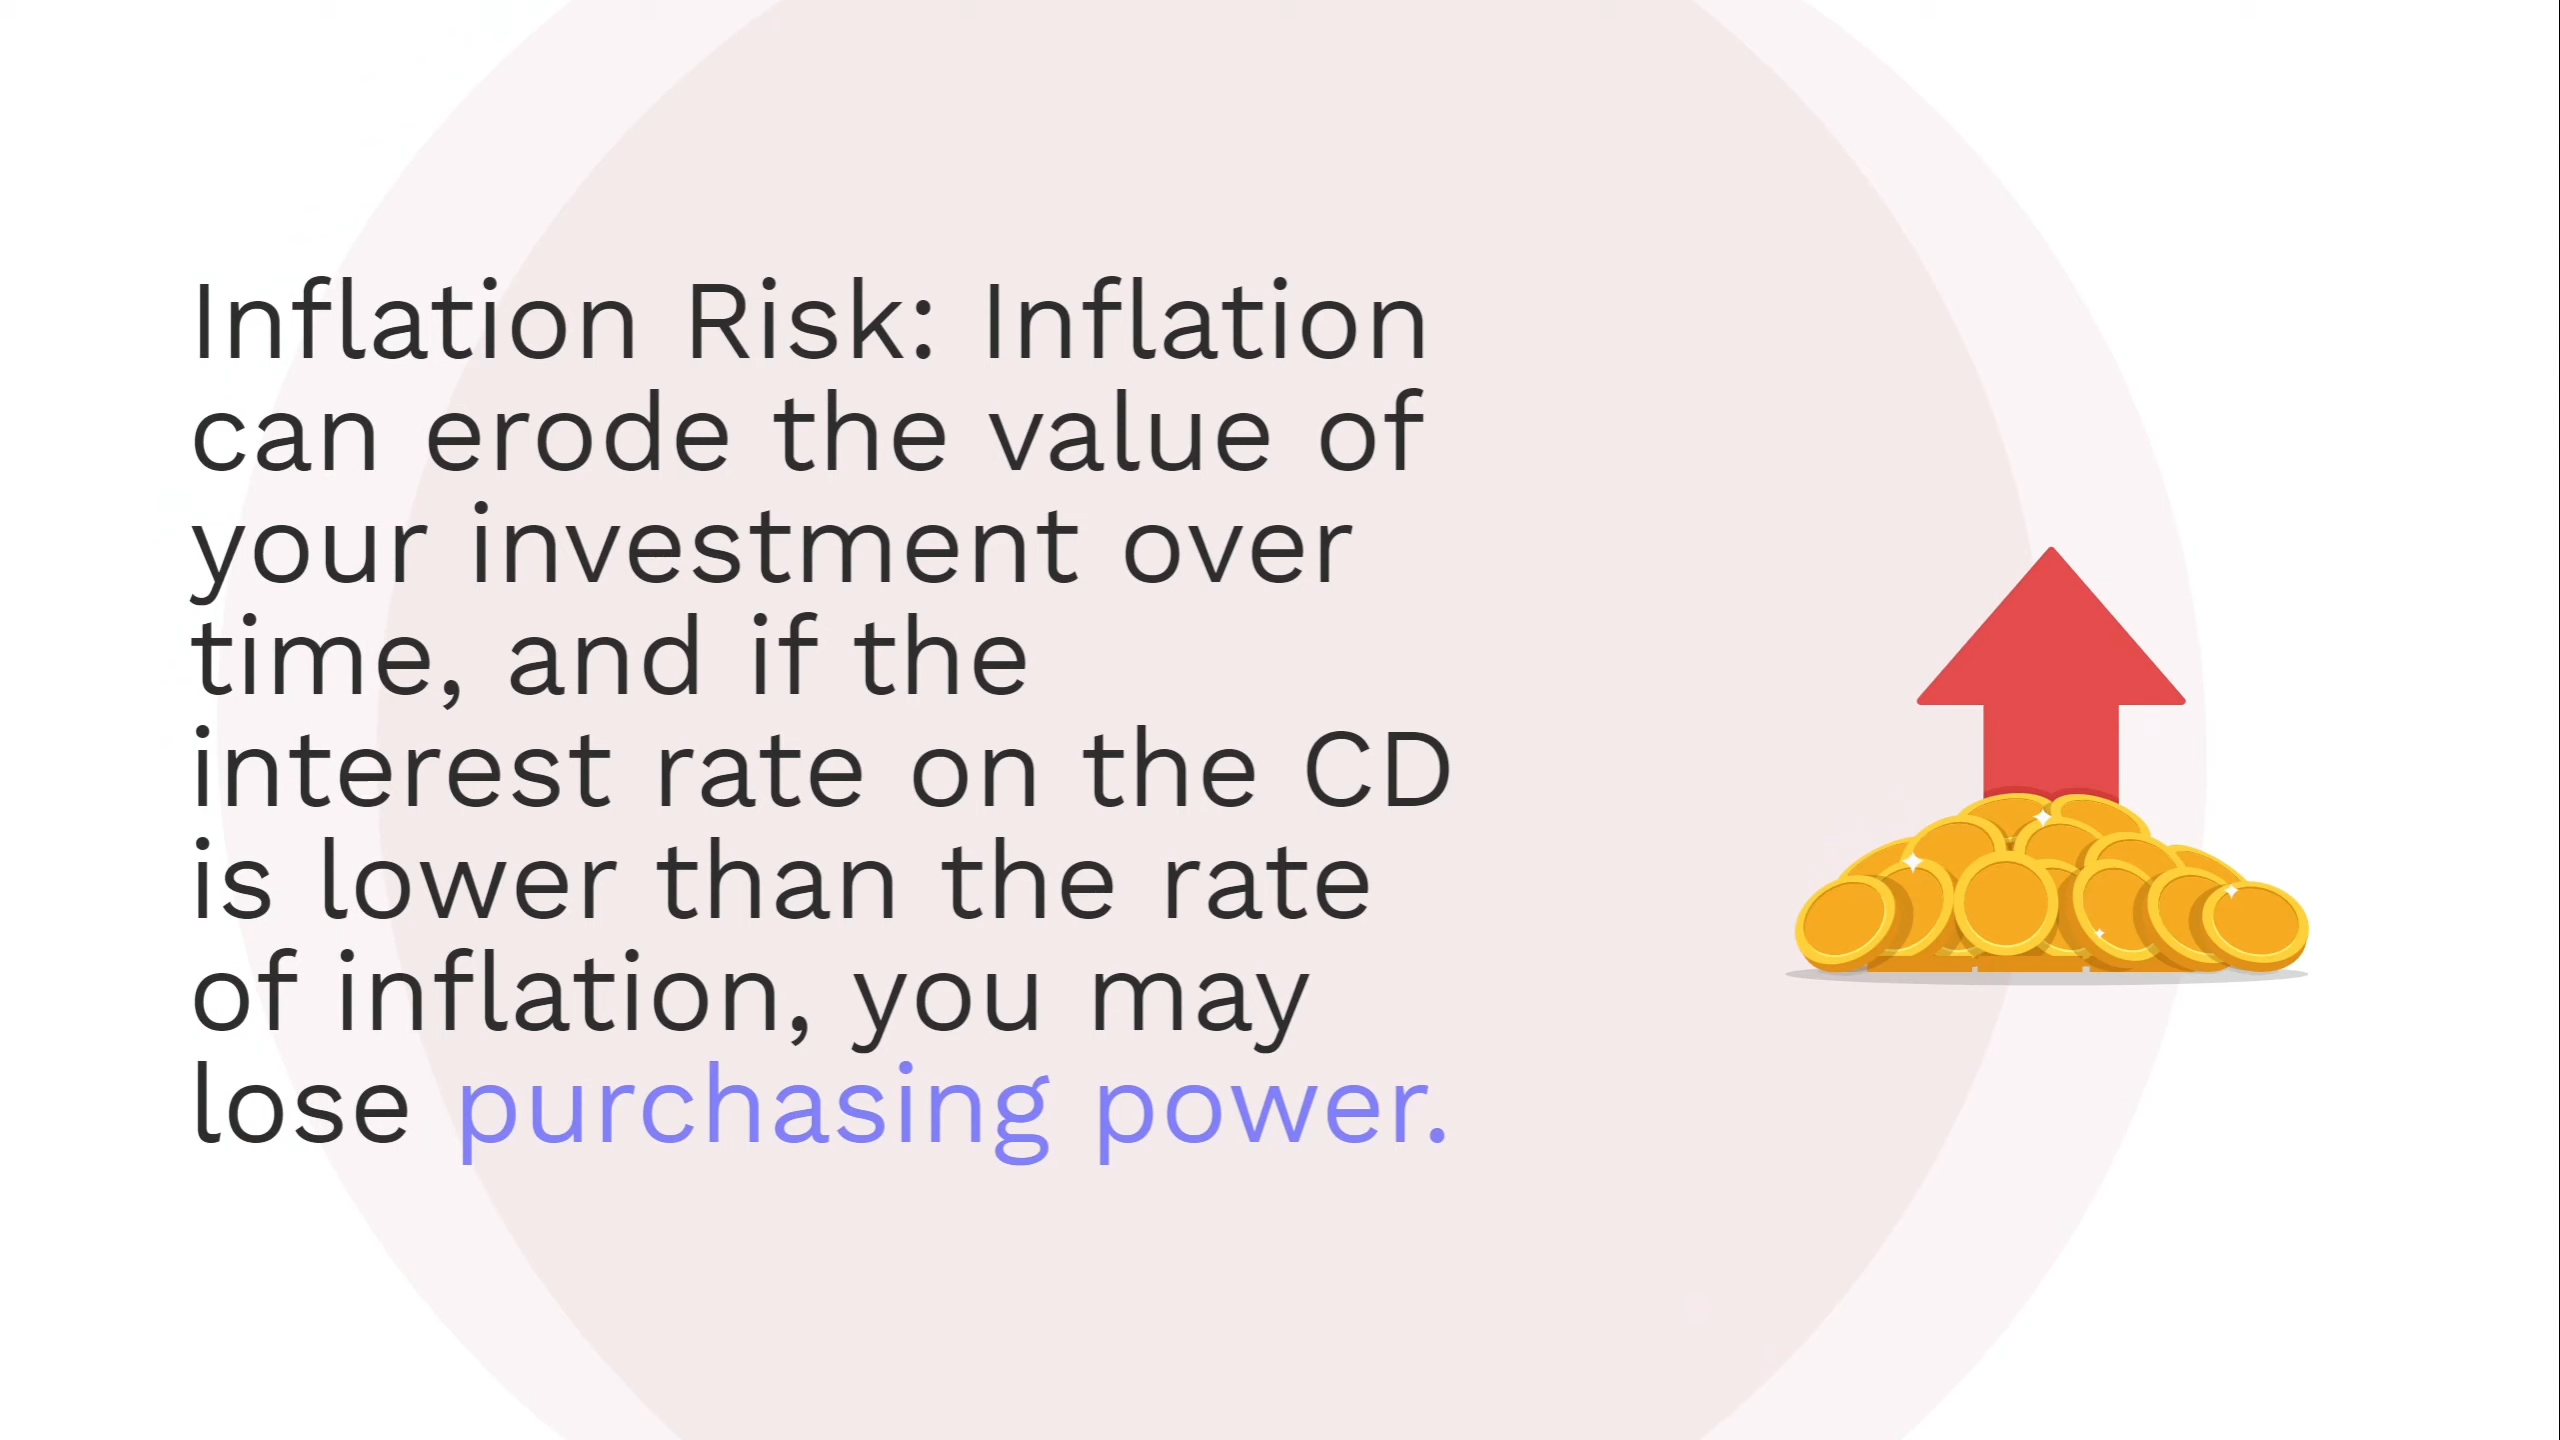 Inflation Risk: Inflation
can erode the value of
your investment over
time, and if the
interest rate on the CD
is lower than the rate
of inflation, you may
lose purchasing power.